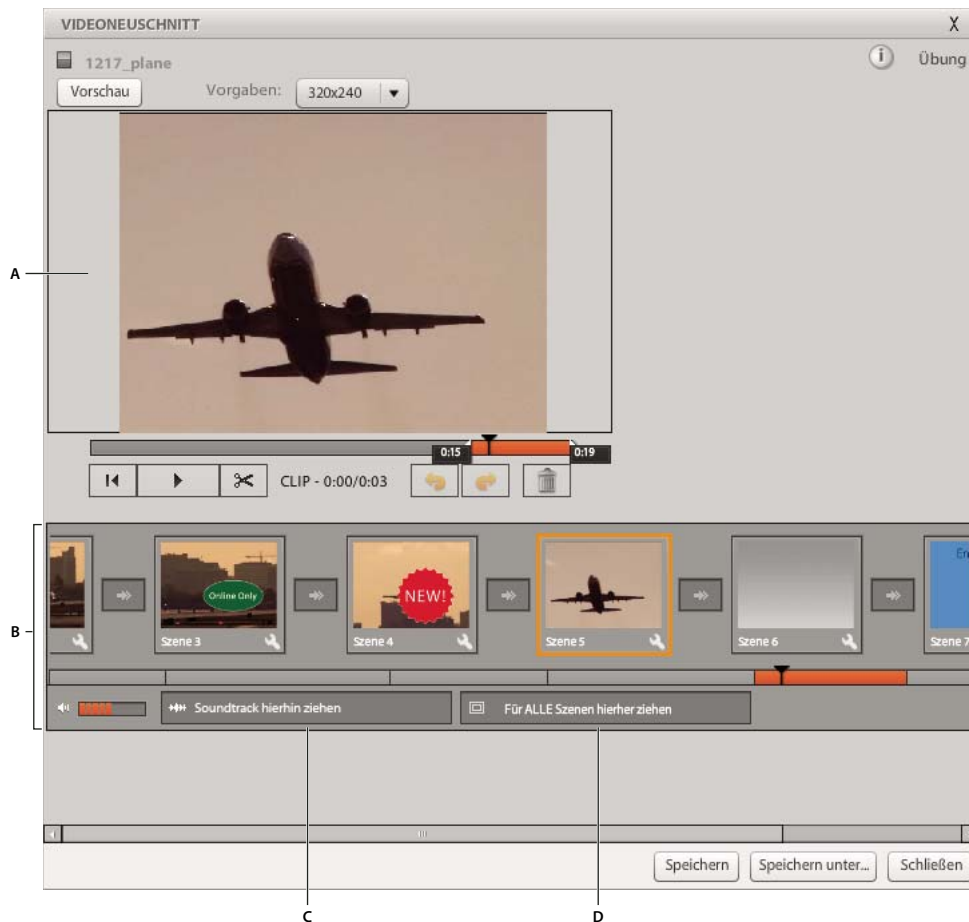 VIDEONEUSCHNITT X
1217_plane
i Übung
Vorschau Vorgaben: 320x240
A
0:15 0:19
CLIP - 0:00/0:03
B
Online Only
NEW!
En
Szene 3 Szene 4 Szene 5 Szene 6 Szene 7
Soundtrack hierhin ziehen Für ALLE Szenen hierher ziehen
Speichern Speichern unter... Schließen
C D